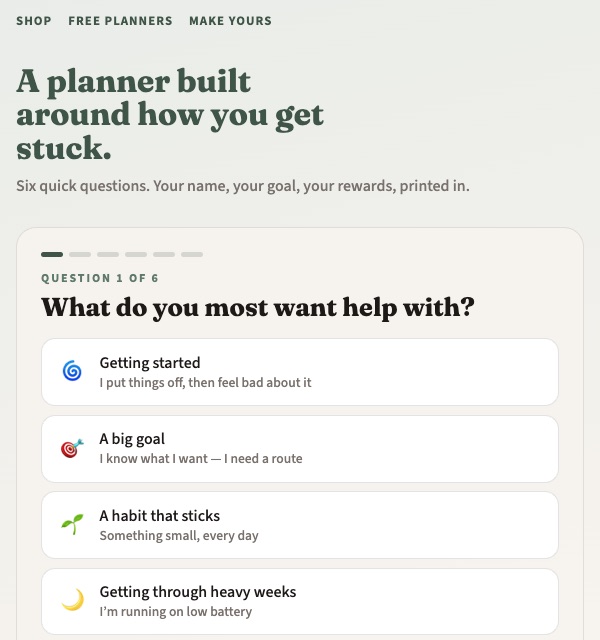 SHOP FREE PLANNERS MAKE YOURS
A planner built
around how you get
stuck.
Six quick questions. Your name, your goal, your rewards, printed in.
QUESTION 1 OF 6
What do you most want help with?
Getting started
I put things off, then feel bad about it
A big goal
I know what I want — I need a route
A habit that sticks
Something small, every day
Getting through heavy weeks
I’m running on low battery